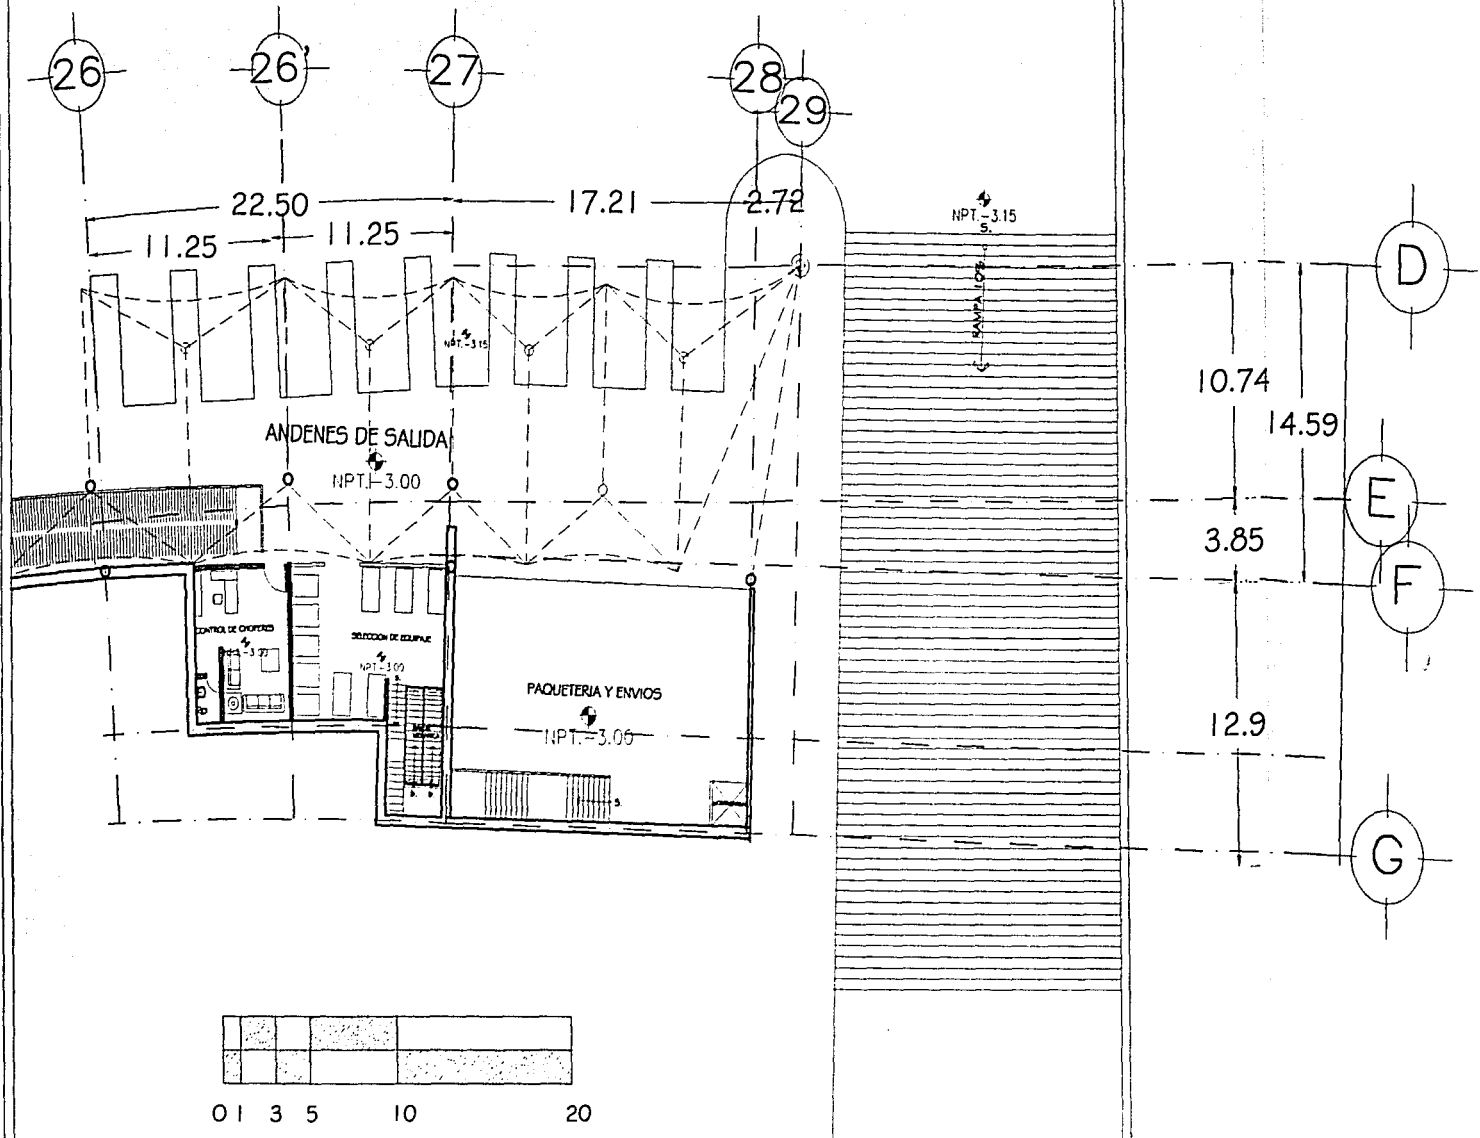 26
26'
27
28
29
22.50
17.21
2.72
11.25
11.25
NPT.-3.15
S.
RAMPA 10%
D
NPT.-3.15
10.74
14.59
ANDENES DE SALIDA
NPT.-3.00
E
3.85
F
CONTROL DE CHOFERES
SELECCION DE EQUIPAJE
NPT.-3.00
S.
PAQUETERIA Y ENVIOS
NPT.-3.00
12.9
S.
G
0 1 3 5 10 20